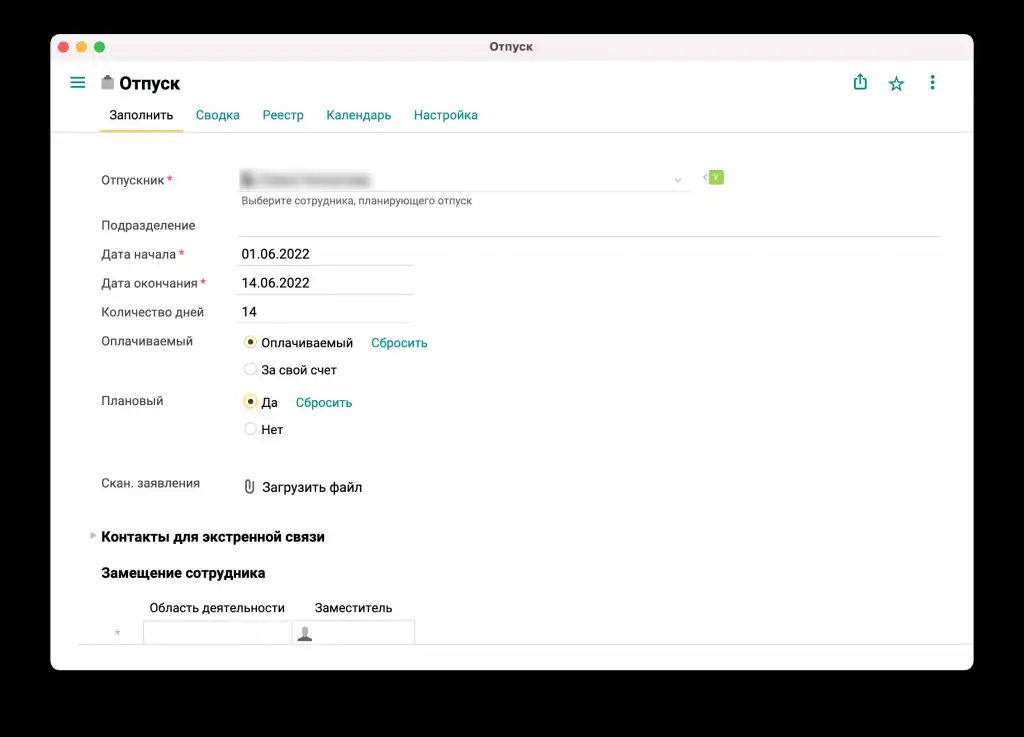 Отпуск
Отпуск
Заполнить Сводка Реестр Календарь Настройка
Отпускник *
Выберите сотрудника, планирующего отпуск
Подразделение
Дата начала * 01.06.2022
Дата окончания * 14.06.2022
Количество дней 14
Оплачиваемый Оплачиваемый Сбросить
За свой счет
Плановый Да Сбросить
Нет
Скан. заявления Загрузить файл
Контакты для экстренной связи
Замещение сотрудника
Область деятельности Заместитель
*